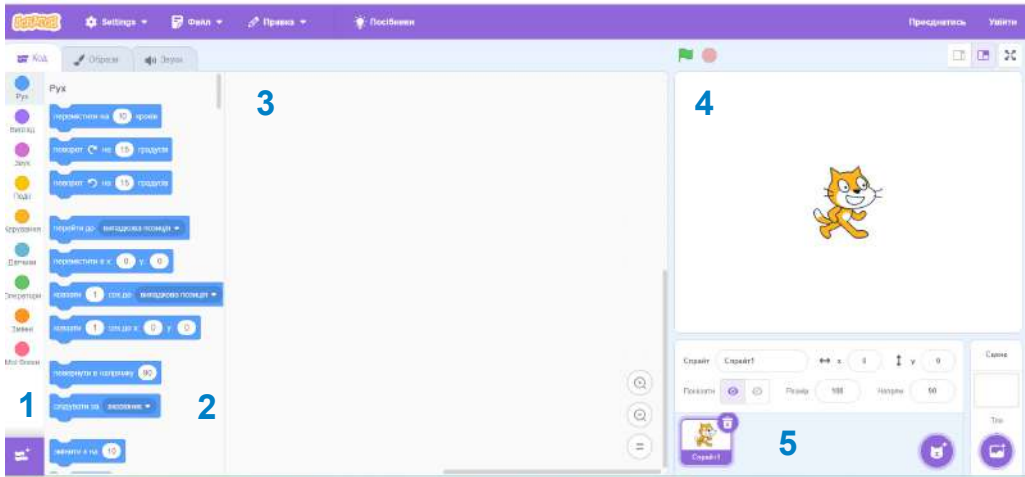 SCRATCH Settings Файл Правка Посібники Приєднатись Увійти
Код Образи Звуки
Рух
Вигляд
Звук
Події
Керування
Датчики
Оператори
Змінні
Мої блоки
1
Рух
перемістити на 10 кроків
поворот на 15 градусів
поворот на 15 градусів
перейти до випадкова позиція
перемістити в x: 0 y: 0
ковзати 1 сек до випадкова позиція
ковзати 1 сек до x: 0 y: 0
повернути в напрямку 90
слідувати за вказівник
змінити x на 10
2
3
4
Спрайт Спрайт1 x 0 y 0
Показати Розмір 100 Напрям 90
Спрайт1
5
Сцена
Тло